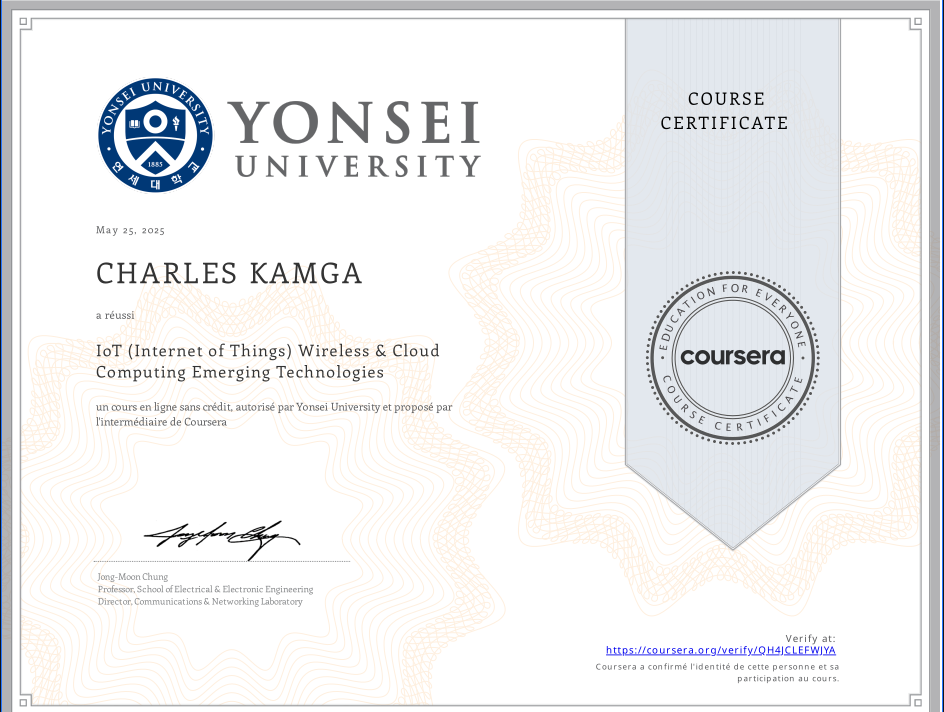 YONSEI UNIVERSITY
1885
연세대학교
YONSEI
UNIVERSITY
COURSE
CERTIFICATE
May 25, 2025
CHARLES KAMGA
a réussi
IoT (Internet of Things) Wireless & Cloud
Computing Emerging Technologies
un cours en ligne sans crédit, autorisé par Yonsei University et proposé par
l'intermédiaire de Coursera
EDUCATION FOR EVERYONE
coursera
COURSE CERTIFICATE
Jong-Moon Chung
Professor, School of Electrical & Electronic Engineering
Director, Communications & Networking Laboratory
Verify at:
https://coursera.org/verify/QH4JCLEFWJYA
Coursera a confirmé l'identité de cette personne et sa
participation au cours.